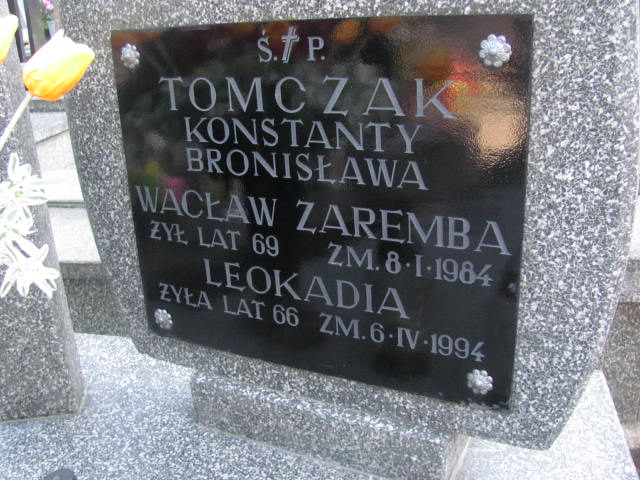 Ś.†P.
TOMCZAK
KONSTANTY
BRONISŁAWA
WACŁAW ZAREMBA
ŻYŁ LAT 69 ZM. 8·I·1984
LEOKADIA
ŻYŁA LAT 66 ZM. 6·IV·1994